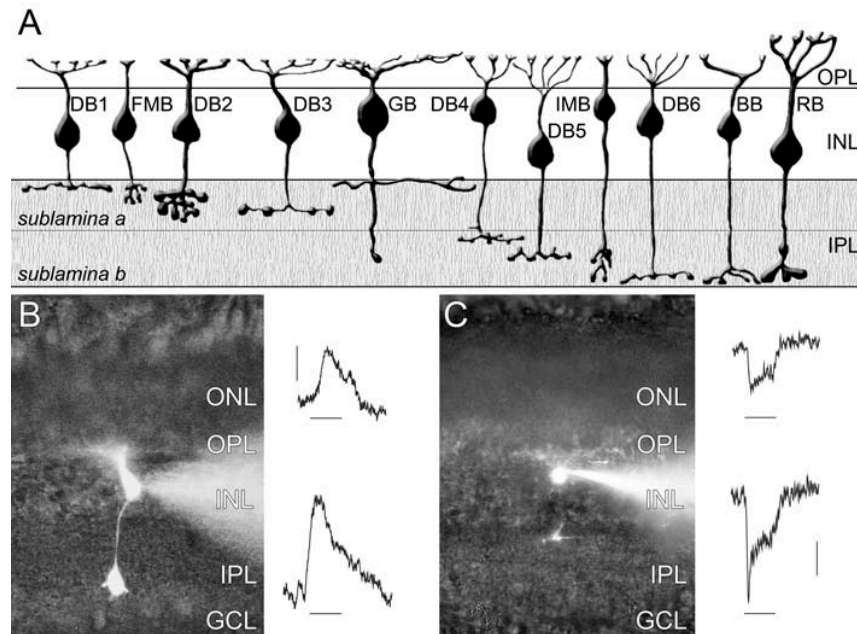 A
DB1 FMB DB2 DB3 GB DB4 DB5 IMB DB6 BB RB
OPL
INL
sublamina a
IPL
sublamina b
B
ONL
OPL
INL
IPL
GCL
C
ONL
OPL
INL
IPL
GCL